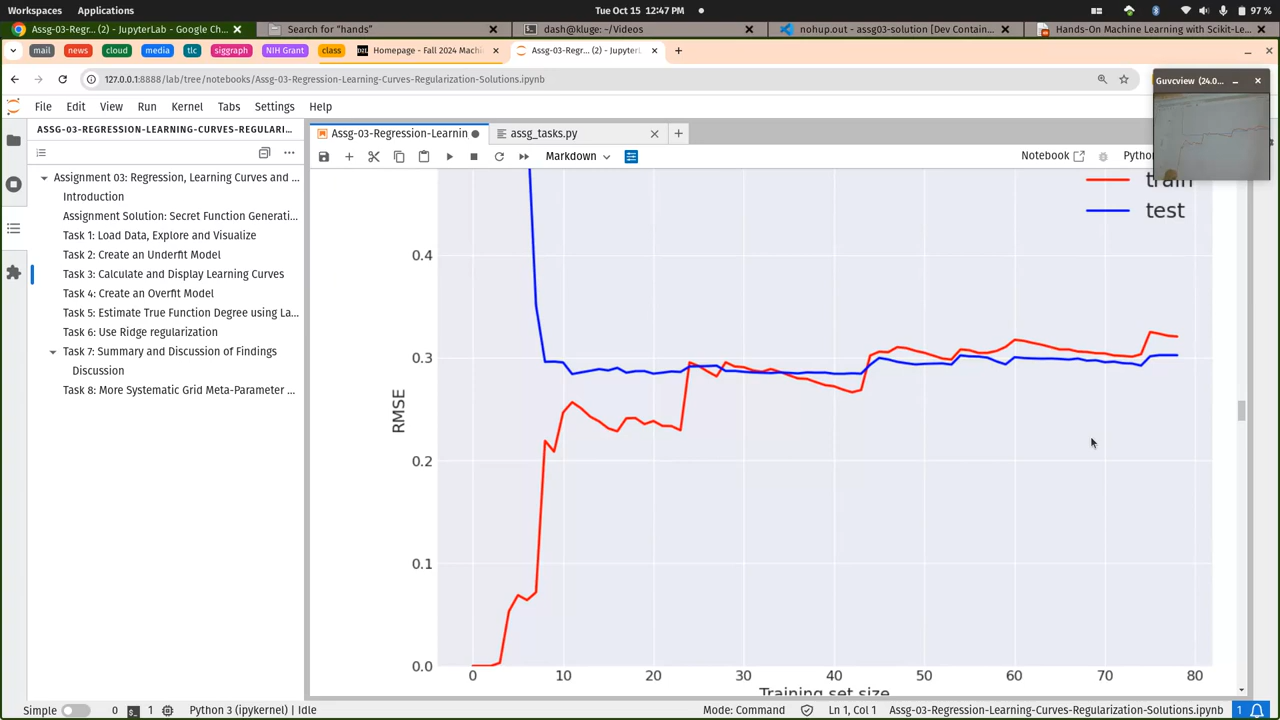 Workspaces Applications Tue Oct 15 12:47 PM 97 %
Assg-03-Regr... (2) - JupyterLab - Google Ch... Search for “hands” dash@kluge: ~/Videos nohup.out - assg03-solution [Dev Contain... Hands-On Machine Learning with Scikit-Le...
mail news cloud media tlc siggraph NIH Grant class Homepage - Fall 2024 Machi Assg-03-Regr... (2) - JupyterL
127.0.0.1:8888/lab/tree/notebooks/Assg-03-Regression-Learning-Curves-Regularization-Solutions.ipynb
Guvcview (24.0...
File Edit View Run Kernel Tabs Settings Help
ASSG-03-REGRESSION-LEARNING-CURVES-REGULARI...
Assg-03-Regression-Learnin assg_tasks.py
Markdown Notebook Python
Assignment 03: Regression, Learning Curves and ...
Introduction
Assignment Solution: Secret Function Generati...
Task 1: Load Data, Explore and Visualize
Task 2: Create an Underfit Model
Task 3: Calculate and Display Learning Curves
Task 4: Create an Overfit Model
Task 5: Estimate True Function Degree using La...
Task 6: Use Ridge regularization
Task 7: Summary and Discussion of Findings
Discussion
Task 8: More Systematic Grid Meta-Parameter ...
train
test
0.4
0.3
RMSE
0.2
0.1
0.0
0 10 20 30 40 50 60 70 80
Training set size
Simple 0 1 Python 3 (ipykernel) | Idle Mode: Command Ln 1, Col 1 Assg-03-Regression-Learning-Curves-Regularization-Solutions.ipynb 1